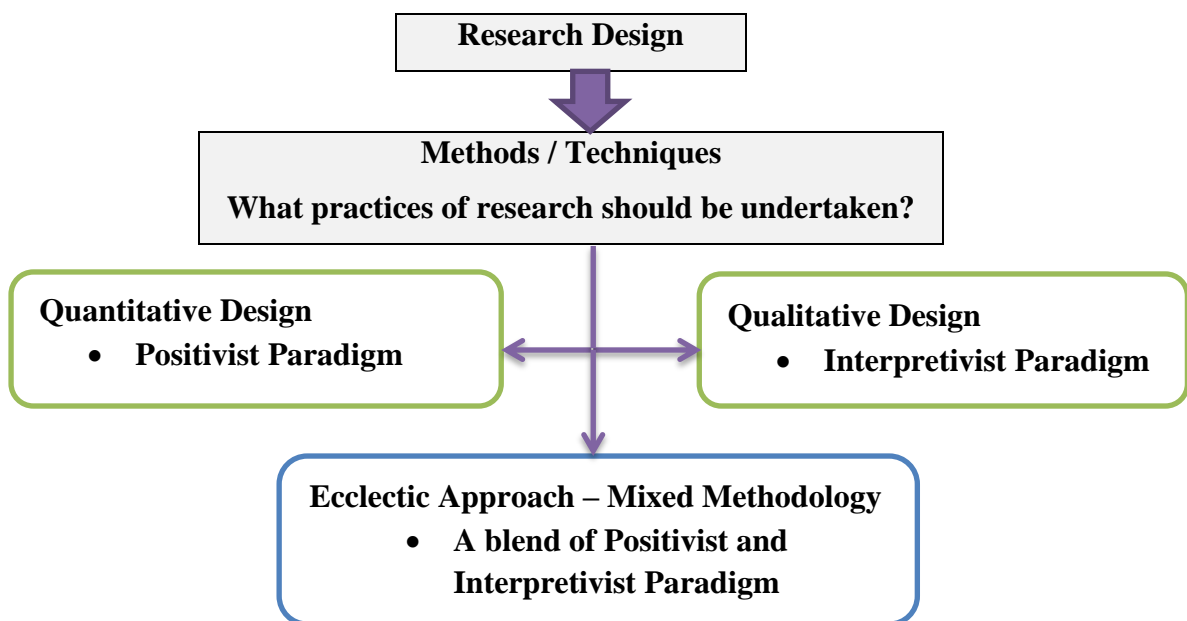 Research Design
Methods / Techniques
What practices of research should be undertaken?
Quantitative Design
• Positivist Paradigm
Qualitative Design
• Interpretivist Paradigm
Ecclectic Approach – Mixed Methodology
• A blend of Positivist and
Interpretivist Paradigm